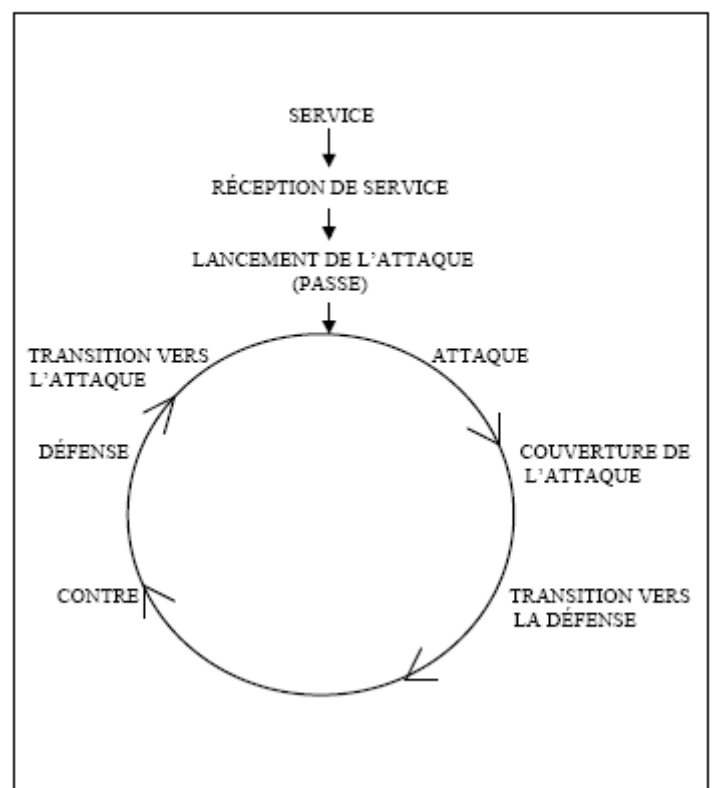 SERVICE
RÉCEPTION DE SERVICE
LANCEMENT DE L'ATTAQUE
(PASSE)
ATTAQUE
COUVERTURE DE
L'ATTAQUE
TRANSITION VERS
LA DÉFENSE
CONTRE
DÉFENSE
TRANSITION VERS
L'ATTAQUE